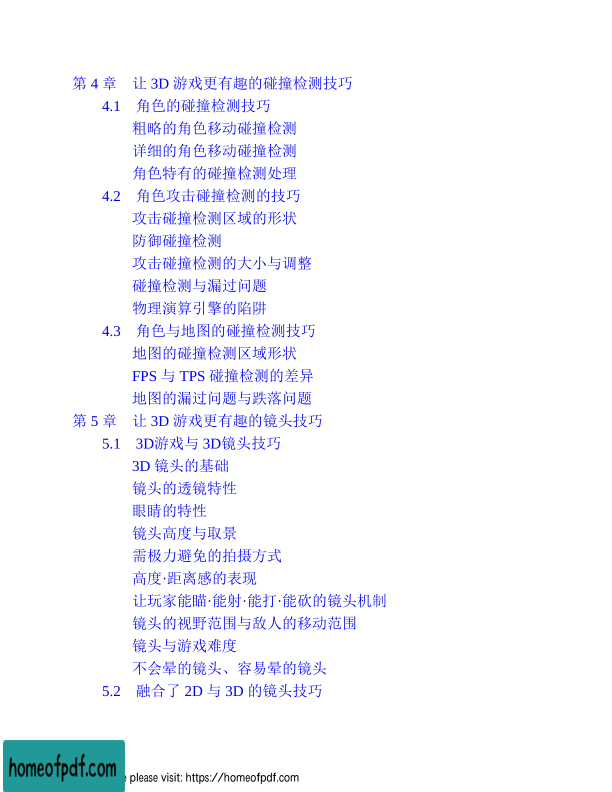 第 4 章　让 3D 游戏更有趣的碰撞检测技巧
4.1　角色的碰撞检测技巧
粗略的角色移动碰撞检测
详细的角色移动碰撞检测
角色特有的碰撞检测处理
4.2　角色攻击碰撞检测的技巧
攻击碰撞检测区域的形状
防御碰撞检测
攻击碰撞检测的大小与调整
碰撞检测与漏过问题
物理演算引擎的陷阱
4.3　角色与地图的碰撞检测技巧
地图的碰撞检测区域形状
FPS 与 TPS 碰撞检测的差异
地图的漏过问题与跌落问题
第 5 章　让 3D 游戏更有趣的镜头技巧
5.1　3D游戏与 3D镜头技巧
3D 镜头的基础
镜头的透镜特性
眼睛的特性
镜头高度与取景
需极力避免的拍摄方式
高度·距离感的表现
让玩家能瞄·能射·能打·能砍的镜头机制
镜头的视野范围与敌人的移动范围
镜头与游戏难度
不会晕的镜头、容易晕的镜头
5.2　融合了 2D 与 3D 的镜头技巧
homeofpdf.com
please visit: https://homeofpdf.com